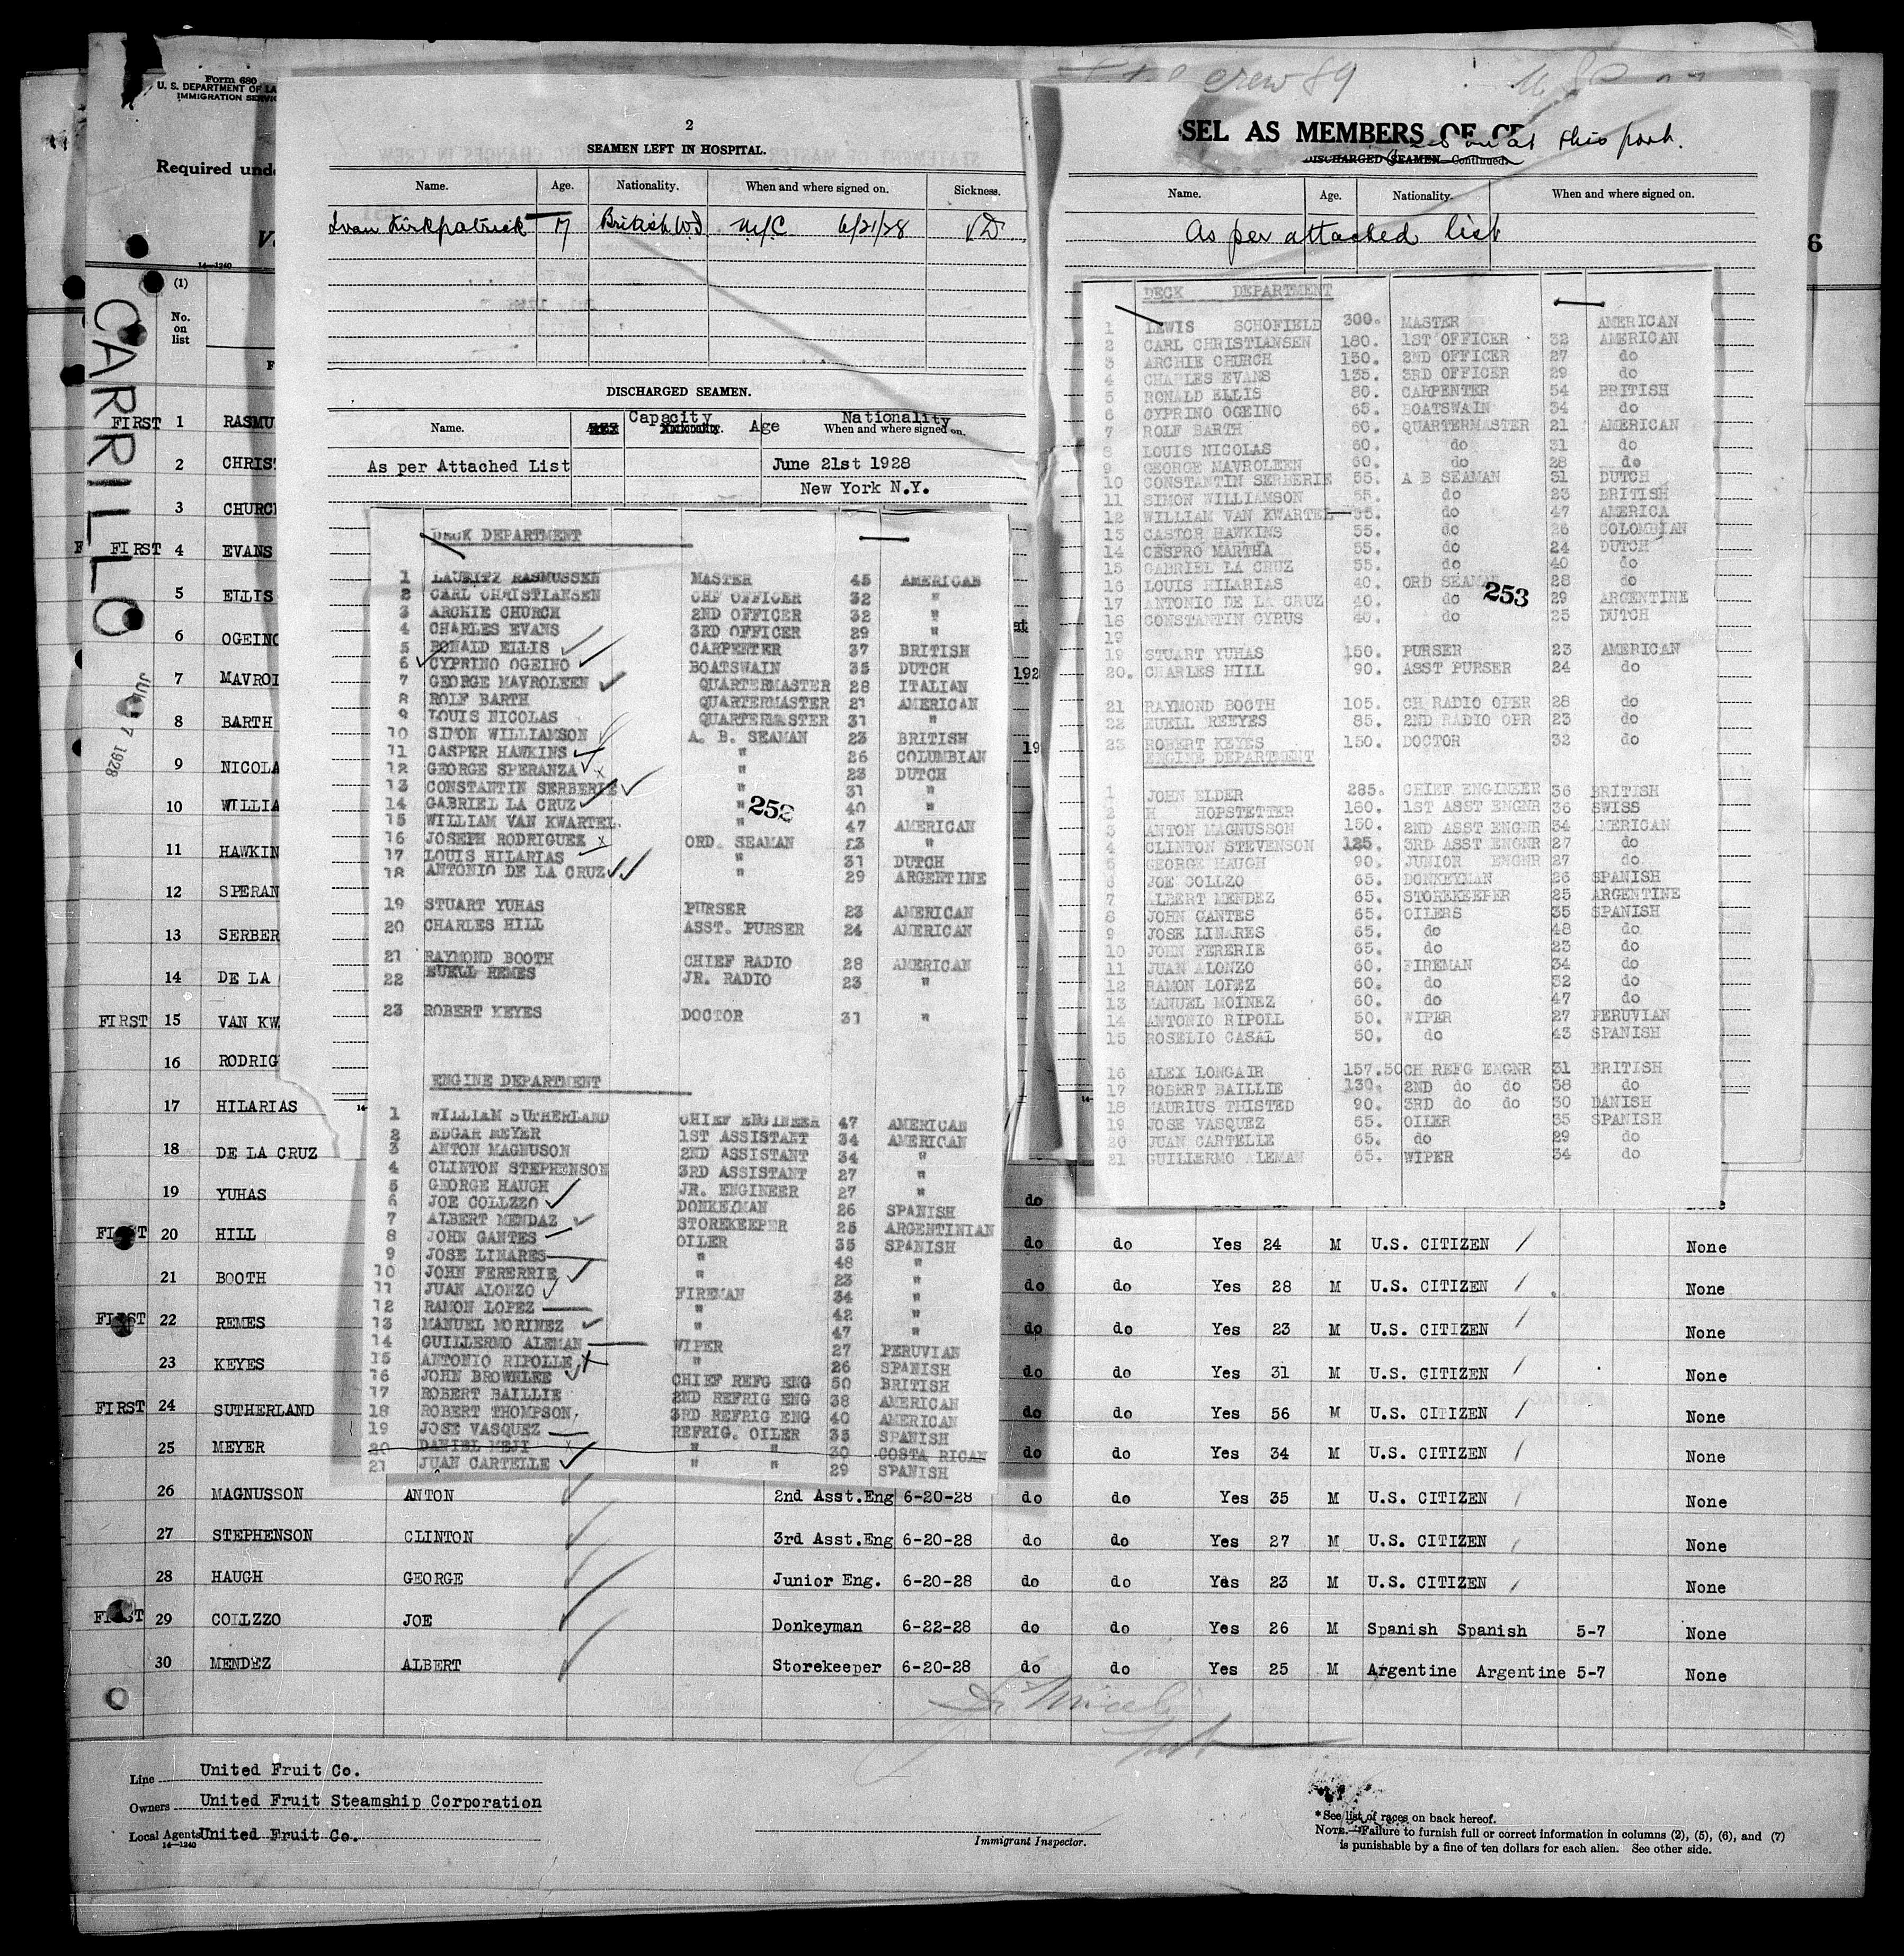 Form 680
U. S. DEPARTMENT OF LA
IMMIGRATION SERVIC
Required unde
14—1240
CARRILLO
JUL 17 1928
(1)
No.
on
list
crew 89
2
SEAMEN LEFT IN HOSPITAL.
Name. Age. Nationality. When and where signed on. Sickness.
Ivan Kirkpatrick British W.I N.Y.C 6/21/28 VD
DISCHARGED SEAMEN.
Capacity Nationality
Name. Age When and where signed on.
As per Attached List June 21st 1928
New York N.Y.
DECK DEPARTMENT
1 LAURITZ RASMUSSEN MASTER 45 AMERICAN
2 CARL CHRISTIANSEN CHF OFFICER 32 "
3 ARCHIE CHURCH 2ND OFFICER 32 "
4 CHARLES EVANS 3RD OFFICER 29 "
5 RONALD ELLIS CARPENTER 37 BRITISH
6 CYPRINO OGEINO BOATSWAIN 35 DUTCH
7 GEORGE MAVROLEEN QUARTERMASTER 28 ITALIAN
8 ROLF BARTH QUARTERMASTER 21 AMERICAN
9 LOUIS NICOLAS QUARTERMASTER 31 "
10 SIMON WILLIAMSON A. B. SEAMAN 23 BRITISH
11 CASPER HAWKINS " 26 COLUMBIAN
12 GEORGE SPERANZA " 23 DUTCH
13 CONSTANTIN SERBERIE " 31 "
14 GABRIEL LA CRUZ " 40 "
252
15 WILLIAM VAN KWARTEL. " 47 AMERICAN
16 JOSEPH RODRIGUEK ORD. SEAMAN 23 "
17 LOUIS HILARIAS " 31 DUTCH
18 ANTONIO DE LA CRUZ " 29 ARGENTINE
19 STUART YUHAS PURSER 23 AMERICAN
20 CHARLES HILL ASST. PURSER 24 AMERICAN
21 RAYMOND BOOTH CHIEF RADIO 28 AMERICAN
22 EUELL REMES JR. RADIO 23 "
23 ROBERT KEYES DOCTOR 31 "
ENGINE DEPARTMENT
1 WILLIAM SUTHERLAND CHIEF ENGINEER 47 AMERICAN
2 EDGAR MEYER 1ST ASSISTANT 34 AMERICAN
3 ANTON MAGNUSON 2ND ASSISTANT 34 "
4 CLINTON STEPHENSON 3RD ASSISTANT 27 "
5 GEORGE HAUGH JR. ENGINEER 27 "
6 JOE COLLZZO DONKEYMAN 26 SPANISH
7 ALBERT MENDAZ STOREKEEPER 25 ARGENTINIAN
8 JOHN GANTES OILER 35 SPANISH
9 JOSE LINARES " 48 "
10 JOHN FERERRIE " 23 "
11 JUAN ALONZO FIREMAN 34 "
12 RAMON LOPEZ " 42 "
13 MANUEL MORINEZ " 47 "
14 GUILLERMO ALEMAN WIPER 27 PERUVIAN
15 ANTONIO RIPOLLE " 26 SPANISH
16 JOHN BROWNLEE CHIEF REFG ENG 50 BRITISH
17 ROBERT BAILLIE 2ND REFRIG ENG 38 AMERICAN
18 ROBERT THOMPSON. 3RD REFRIG ENG 40 AMERICAN
19 JOSE VASQUEZ REFRIG. OILER 35 SPANISH
20 DANIEL MEJI " " 30 COSTA RICAN
21 JUAN CARTELLE " " 29 SPANISH
SEL AS MEMBERS OF CR
on at this port.
DISCHARGED SEAMEN—Continued.
Name. Age. Nationality. When and where signed on.
As per attached list
6
DECK DEPARTMENT
1 LEWIS SCHOFIELD 300. MASTER AMERICAN
2 CARL CHRISTIANSEN 180. 1ST OFFICER 32 AMERICAN
3 ARCHIE CHURCH 150. 2ND OFFICER 27 do
4 CHARLES EVANS 135. 3RD OFFICER 29 do
5 RONALD ELLIS 80. CARPENTER 54 BRITISH
6 CYPRINO OGEINO 65. BOATSWAIN 34 do
7 ROLF BARTH 60. QUARTERMASTER 21 AMERICAN
8 LOUIS NICOLAS 60. do 31 do
9 GEORGE MAVROLEEN 60. do 28 do
10 CONSTANTIN SERBERIE 55. A B SEAMAN 31 DUTCH
11 SIMON WILLIAMSON 55. do 23 BRITISH
12 WILLIAM VAN KWARTEL 55. do 47 AMERICA
13 CASTOR HAWKINS 55. do 26 COLOMBIAN
14 CESPRO MARTHA 55. do 24 DUTCH
15 GABRIEL LA CRUZ 55. do 40 do
16 LOUIS HILARIAS 40. ORD SEAMAN 28 do
253
17 ANTONIO DE LA CRUZ 40. do 29 ARGENTINE
18 CONSTANTIN CYRUS 40. do 25 DUTCH
19
19 STUART YUHAS 150. PURSER 23 AMERICAN
20. CHARLES HILL 90. ASST PURSER 24 do
21 RAYMOND BOOTH 105. CH RADIO OPER 28 do
22 EUELL REEYES 85. 2ND RADIO OPR 23 do
23 ROBERT KEYES 150. DOCTOR 32 do
ENGINE DEPARTMENT
1 JOHN ELDER 285. CHIEF ENGINEER 36 BRITISH
2 H HOPSTETTER 160. 1ST ASST ENGNR 36 SWISS
3 ANTON MAGNUSSON 150. 2ND ASST ENGNR 34 AMERICAN
4 CLINTON STEVENSON 125. 3RD ASST ENGNR 27 do
5 GEORGE HAUGH 90. JUNIOR ENGNR 27 do
6 JOE COLLZO 65. DONKEYMAN 26 SPANISH
7 ALBERT MENDEZ 65. STOREKEEPER 25 ARGENTINE
8 JOHN GANTES 65. OILERS 35 SPANISH
9 JOSE LINARES 65. do 48 do
10 JOHN FERERIE 65. do 23 do
11 JUAN ALONZO 60. FIREMAN 34 do
12 RAMON LOPEZ 60. do 32 do
13 MANUEL MOINEZ 60. do 47 do
14 ANTONIO RIPOLL 50. WIPER 27 PERUVIAN
15 ROSELIO CASAL 50. do 43 SPANISH
16 ALEX LONGAIR 157.50 CH REFG ENGNR 31 BRITISH
17 ROBERT BAILLIE 130. 2ND do do 38 do
18 MAURIUS THISTED 90. 3RD do do 30 DANISH
19 JOSE VASQUEZ 65. OILER 35 SPANISH
20 JUAN CARTELLE 65. do 29 do
21 GUILLERMO ALEMAN 65. WIPER 34 do
FIRST 1 RASMU
2 CHRIST
3 CHURCH
FIRST 4 EVANS
5 ELLIS
6 OGEINO
7 MAVROI
8 BARTH
9 NICOLA
10 WILLIA
11 HAWKIN
12 SPERAN
13 SERBER
14 DE LA
FIRST 15 VAN KW
16 RODRIG
17 HILARIAS
18 DE LA CRUZ
19 YUHAS do
FIRST 20 HILL do do Yes 24 M U.S. CITIZEN None
21 BOOTH do do Yes 28 M U.S. CITIZEN None
FIRST 22 REMES do do Yes 23 M U.S. CITIZEN None
23 KEYES do do Yes 31 M U.S. CITIZEN None
FIRST 24 SUTHERLAND do do Yes 56 M U.S. CITIZEN None
25 MEYER do do Yes 34 M U.S. CITIZEN None
26 MAGNUSSON ANTON 2nd Asst.Eng 6-20-28 do do Yes 35 M U.S. CITIZEN None
27 STEPHENSON CLINTON 3rd Asst.Eng 6-20-28 do do Yes 27 M U.S. CITIZEN None
28 HAUGH GEORGE Junior Eng. 6-20-28 do do Yes 23 M U.S. CITIZEN None
FIRST 29 COILZZO JOE Donkeyman 6-22-28 do do Yes 26 M Spanish Spanish 5-7 None
30 MENDEZ ALBERT Storekeeper 6-20-28 do do Yes 25 M Argentine Argentine 5-7 None
Line United Fruit Co.
Owners United Fruit Steamship Corporation
Local Agents United Fruit Co.
14—1240
Immigrant Inspector.
*See list of races on back hereof.
NOTE.—Failure to furnish full or correct information in columns (2), (5), (6), and (7)
is punishable by a fine of ten dollars for each alien. See other side.